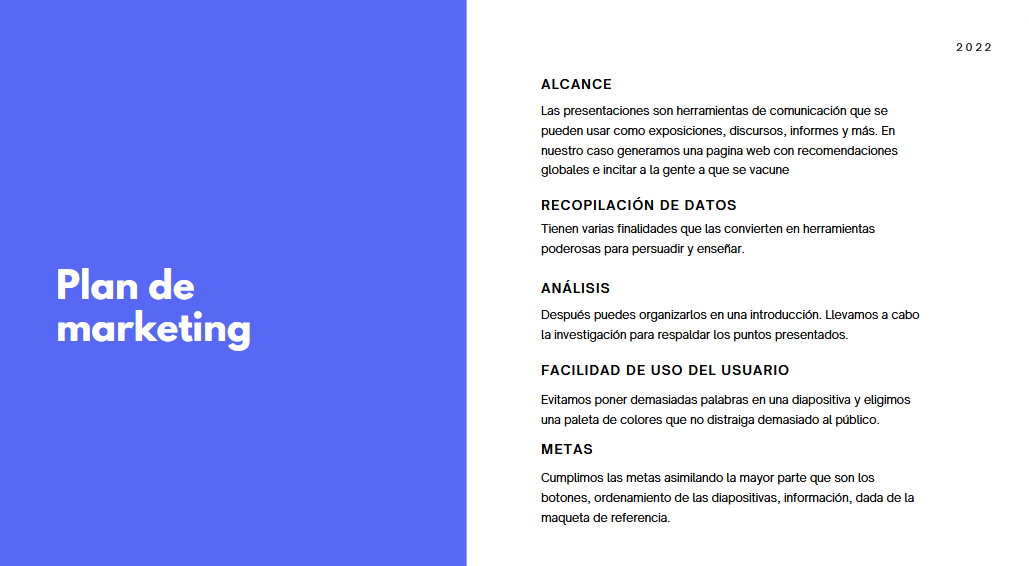 Plan de
marketing
2022
ALCANCE
Las presentaciones son herramientas de comunicación que se
pueden usar como exposiciones, discursos, informes y más. En
nuestro caso generamos una pagina web con recomendaciones
globales e incitar a la gente a que se vacune
RECOPILACIÓN DE DATOS
Tienen varias finalidades que las convierten en herramientas
poderosas para persuadir y enseñar.
ANÁLISIS
Después puedes organizarlos en una introducción. Llevamos a cabo
la investigación para respaldar los puntos presentados.
FACILIDAD DE USO DEL USUARIO
Evitamos poner demasiadas palabras en una diapositiva y eligimos
una paleta de colores que no distraiga demasiado al público.
METAS
Cumplimos las metas asimilando la mayor parte que son los
botones, ordenamiento de las diapositivas, información, dada de la
maqueta de referencia.